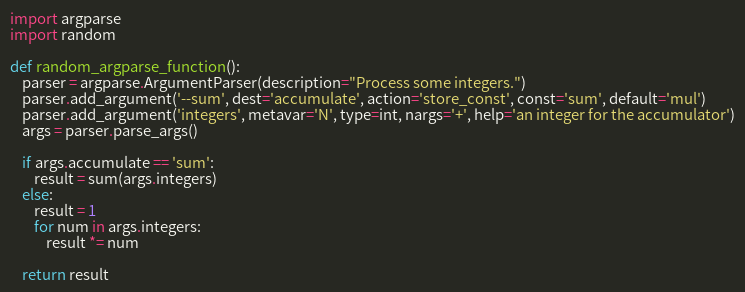 import argparse
import random

def random_argparse_function():
    parser = argparse.ArgumentParser(description="Process some integers.")
    parser.add_argument('--sum', dest='accumulate', action='store_const', const='sum', default='mul')
    parser.add_argument('integers', metavar='N', type=int, nargs='+', help='an integer for the accumulator')
    args = parser.parse_args()

    if args.accumulate == 'sum':
        result = sum(args.integers)
    else:
        result = 1
        for num in args.integers:
            result *= num

    return result